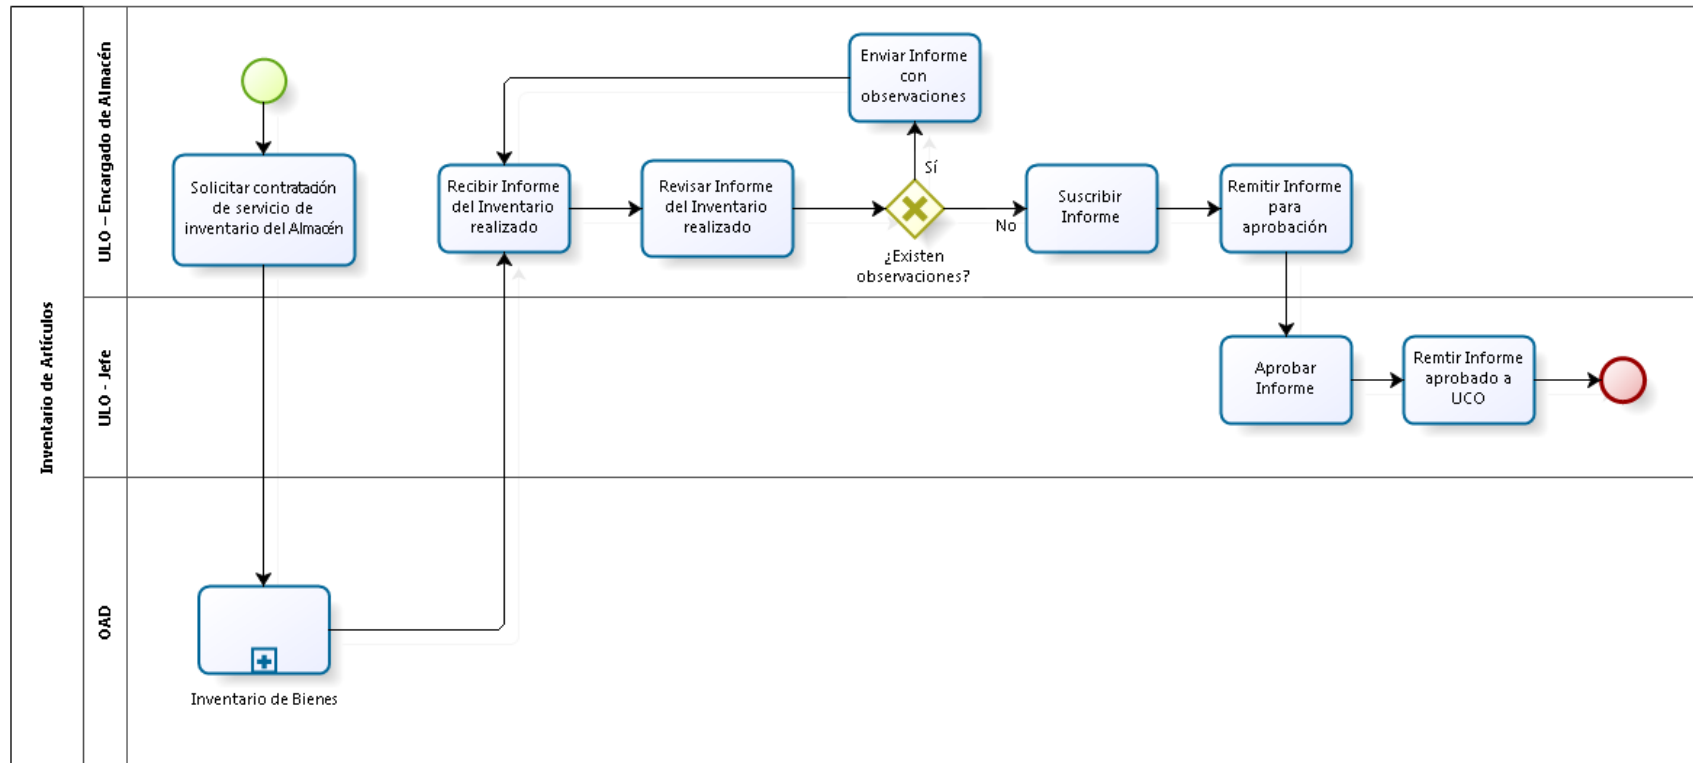 Inventario de Artículos
ULO – Encargado de Almacén
Solicitar contratación
de servicio de
inventario del Almacén
Recibir Informe
del Inventario
realizado
Revisar Informe
del Inventario
realizado
Enviar Informe
con
observaciones
Sí
¿Existen
observaciones?
No
Suscribir
Informe
Remitir Informe
para
aprobación
ULO - Jefe
Aprobar
Informe
Remtir Informe
aprobado a
UCO
OAD
Inventario de Bienes